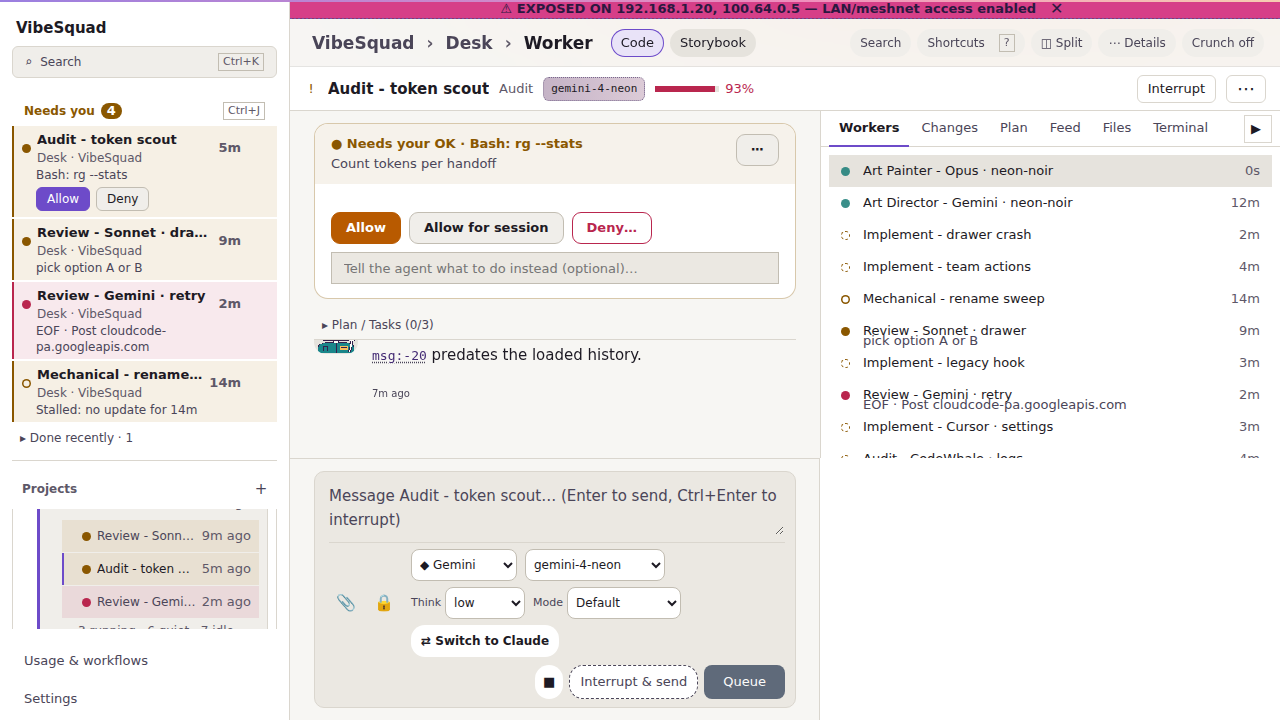 ⚠ EXPOSED ON 192.168.1.20, 100.64.0.5 — LAN/meshnet access enabled ✕
VibeSquad
⌕ Search Ctrl+K
Needs you 4 Ctrl+J
Audit - token scout 5m
Desk · VibeSquad
Bash: rg --stats
Allow Deny
Review - Sonnet · dra… 9m
Desk · VibeSquad
pick option A or B
Review - Gemini · retry 2m
Desk · VibeSquad
EOF · Post cloudcode-
pa.googleapis.com
Mechanical - rename… 14m
Desk · VibeSquad
Stalled: no update for 14m
▸ Done recently · 1
Projects +
Review - Sonn… 9m ago
Audit - token … 5m ago
Review - Gemi… 2m ago
Usage & workflows
Settings
VibeSquad › Desk › Worker Code Storybook Search Shortcuts ? ◫ Split ⋯ Details Crunch off
! Audit - token scout Audit gemini-4-neon 93% Interrupt ⋯
● Needs your OK · Bash: rg --stats ⋯
Count tokens per handoff
Allow Allow for session Deny…
Tell the agent what to do instead (optional)…
▸ Plan / Tasks (0/3)
msg:-20 predates the loaded history.
7m ago
Message Audit - token scout… (Enter to send, Ctrl+Enter to
interrupt)
◆ Gemini gemini-4-neon
Think low Mode Default
⇄ Switch to Claude
■ Interrupt & send Queue
Workers Changes Plan Feed Files Terminal ▶
Art Painter - Opus · neon-noir 0s
Art Director - Gemini · neon-noir 12m
Implement - drawer crash 2m
Implement - team actions 4m
Mechanical - rename sweep 14m
Review - Sonnet · drawer 9m
pick option A or B
Implement - legacy hook 3m
Review - Gemini · retry 2m
EOF · Post cloudcode-pa.googleapis.com
Implement - Cursor · settings 3m